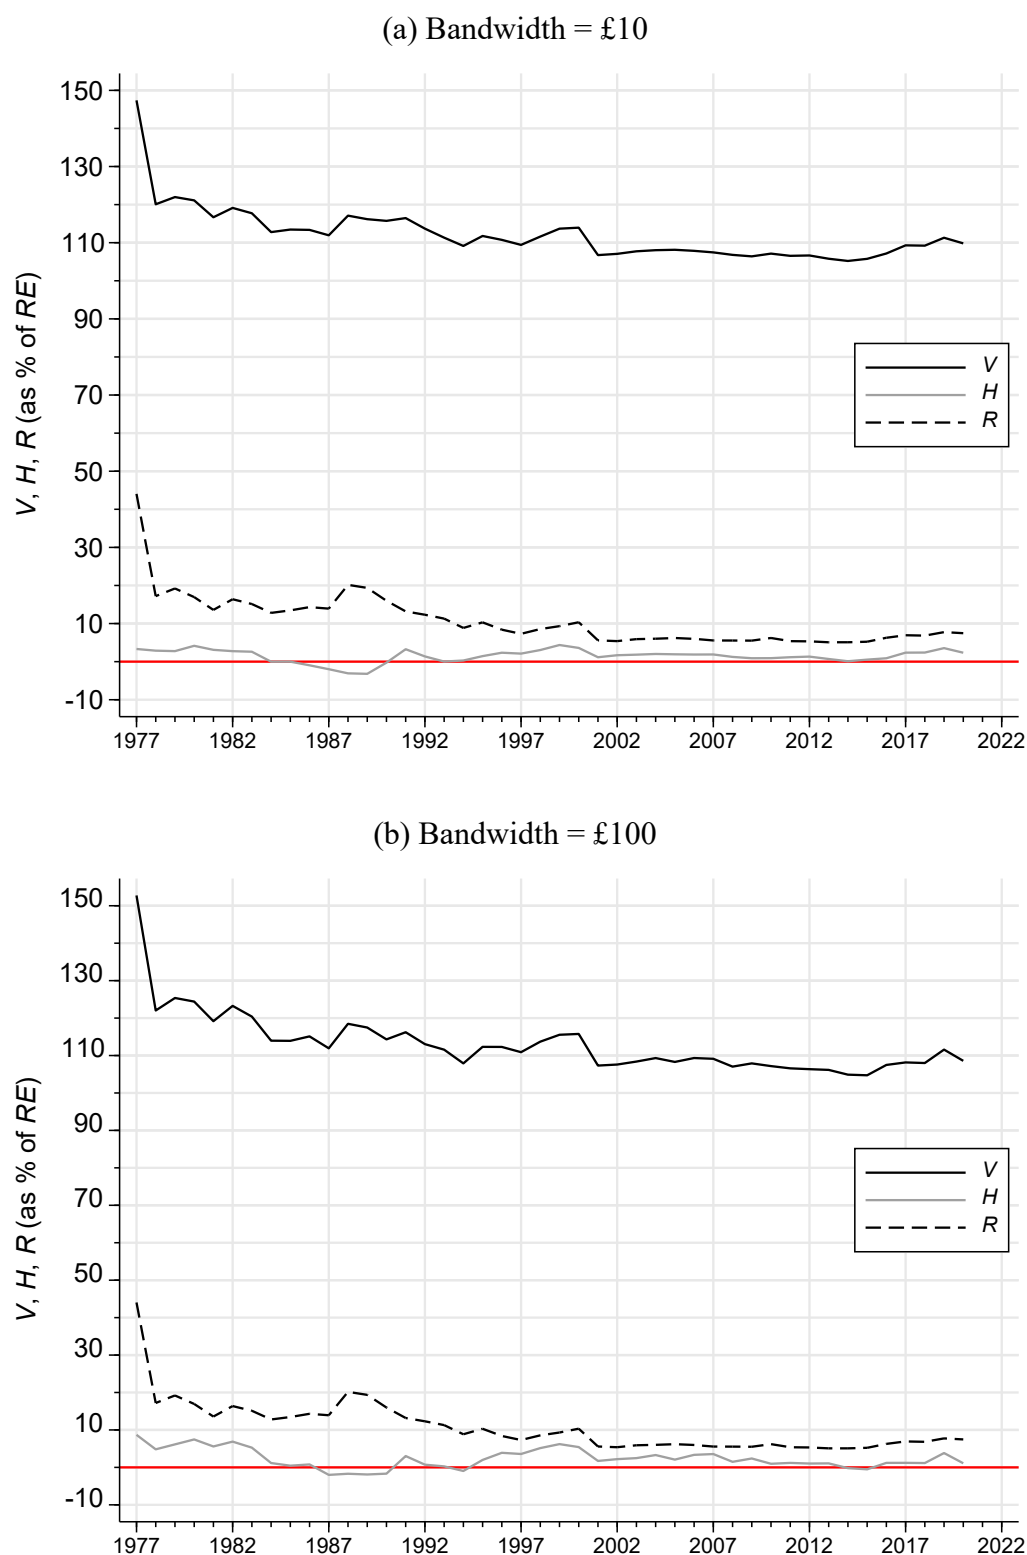 (a) Bandwidth = £10
V, H, R (as % of RE)
150
130
110
90
70
50
30
10
-10
V
H
R
1977 1982 1987 1992 1997 2002 2007 2012 2017 2022
(b) Bandwidth = £100
V, H, R (as % of RE)
150
130
110
90
70
50
30
10
-10
V
H
R
1977 1982 1987 1992 1997 2002 2007 2012 2017 2022